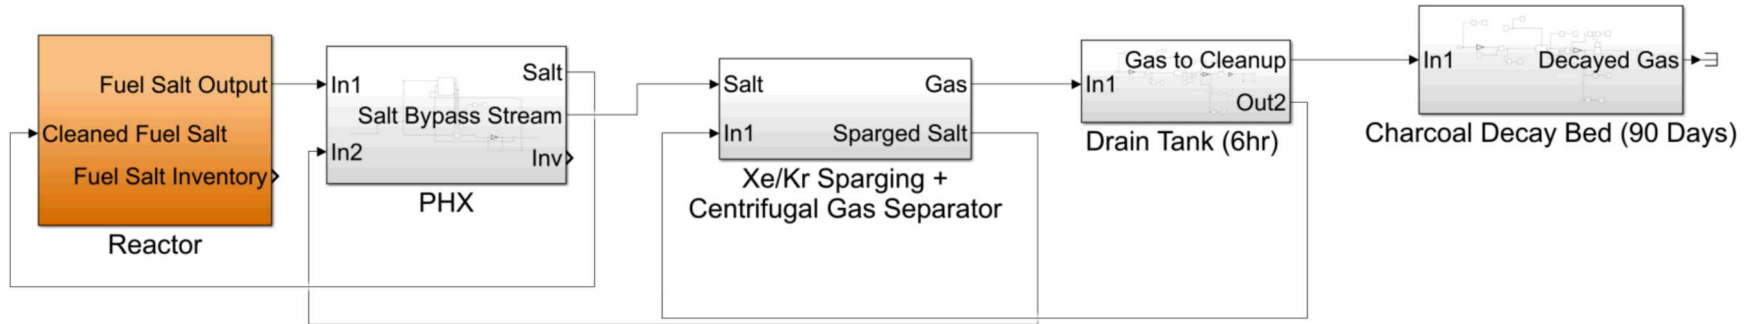 Fuel Salt Output
Cleaned Fuel Salt
Fuel Salt Inventory
Reactor
In1
In2
Salt
Salt Bypass Stream
Inv
PHX
Salt
In1
Gas
Sparged Salt
Xe/Kr Sparging +
Centrifugal Gas Separator
In1
Gas to Cleanup
Out2
Drain Tank (6hr)
In1
Decayed Gas
Charcoal Decay Bed (90 Days)